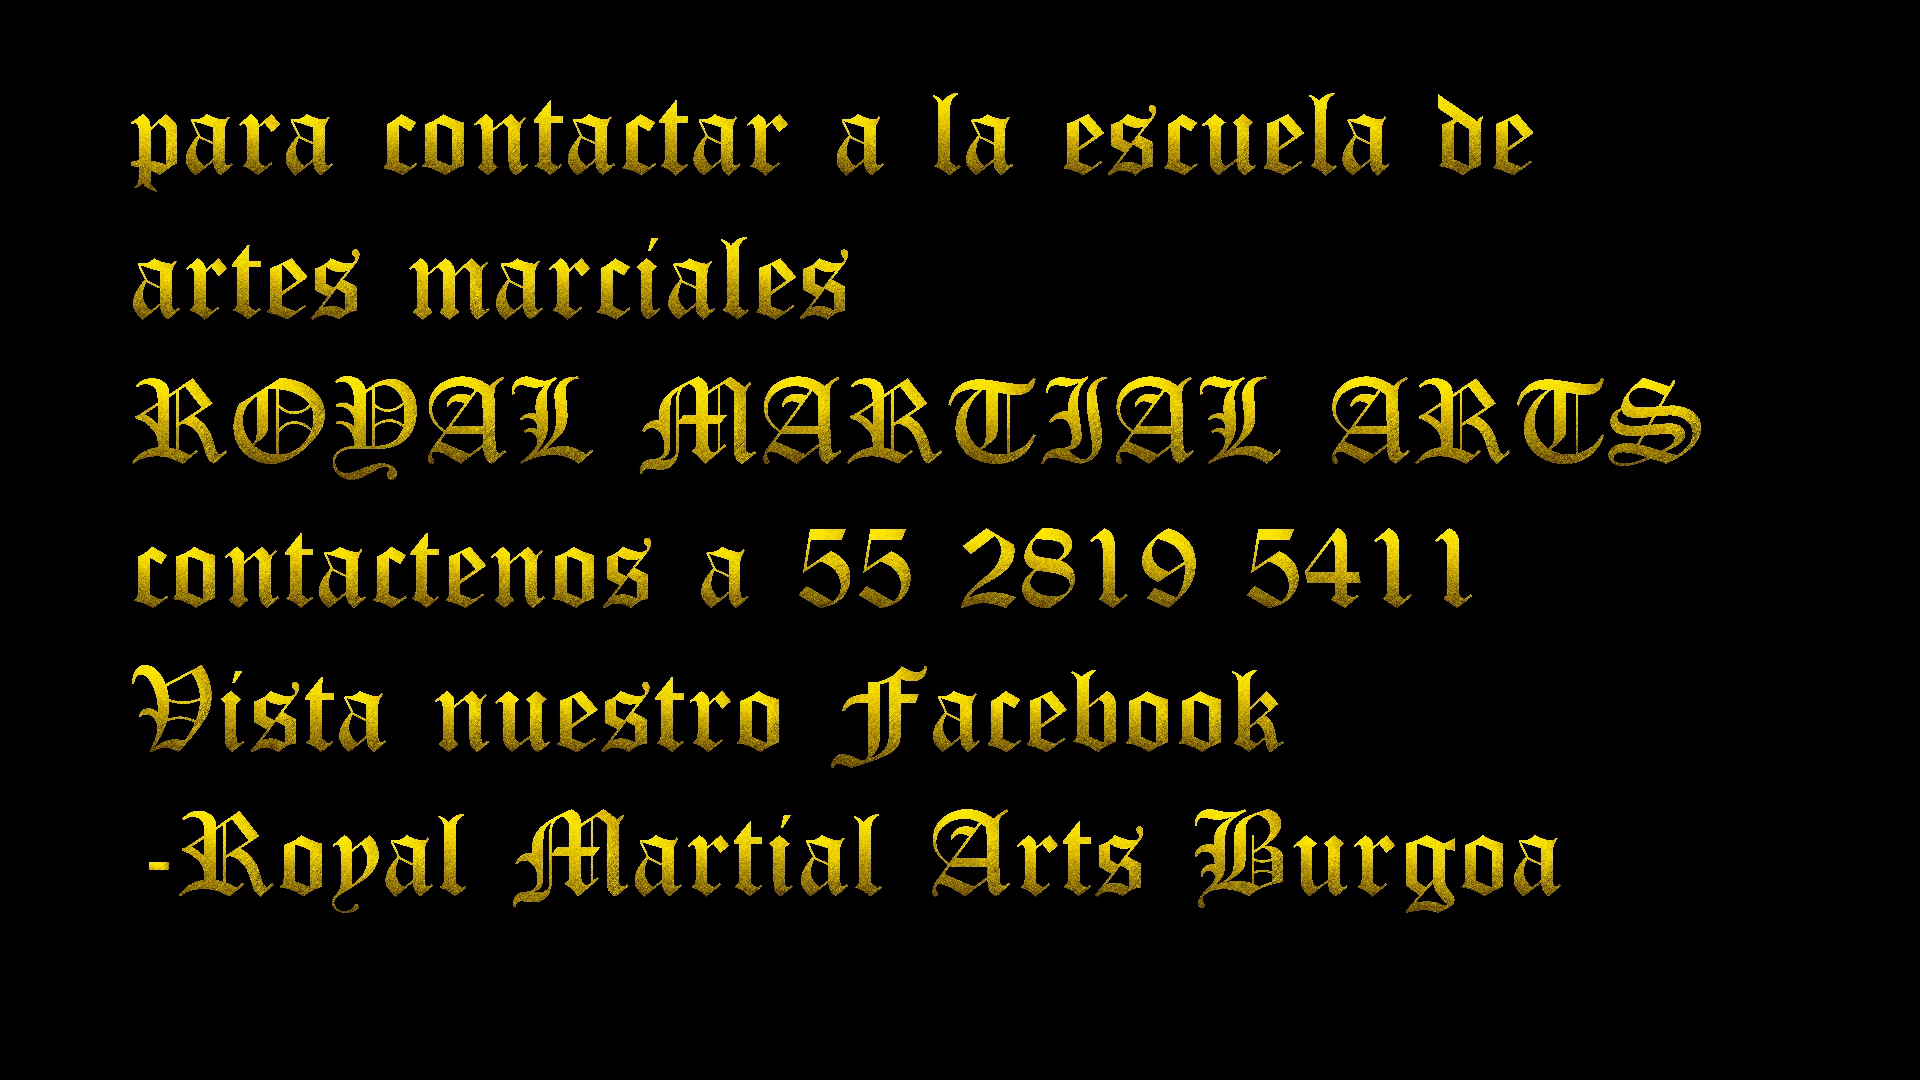 para contactar a la escuela de
artes marciales
ROYAL MARTIAL ARTS
contactenos a 55 2819 5411
Vista nuestro Facebook
-Royal Martial Arts Burgoa